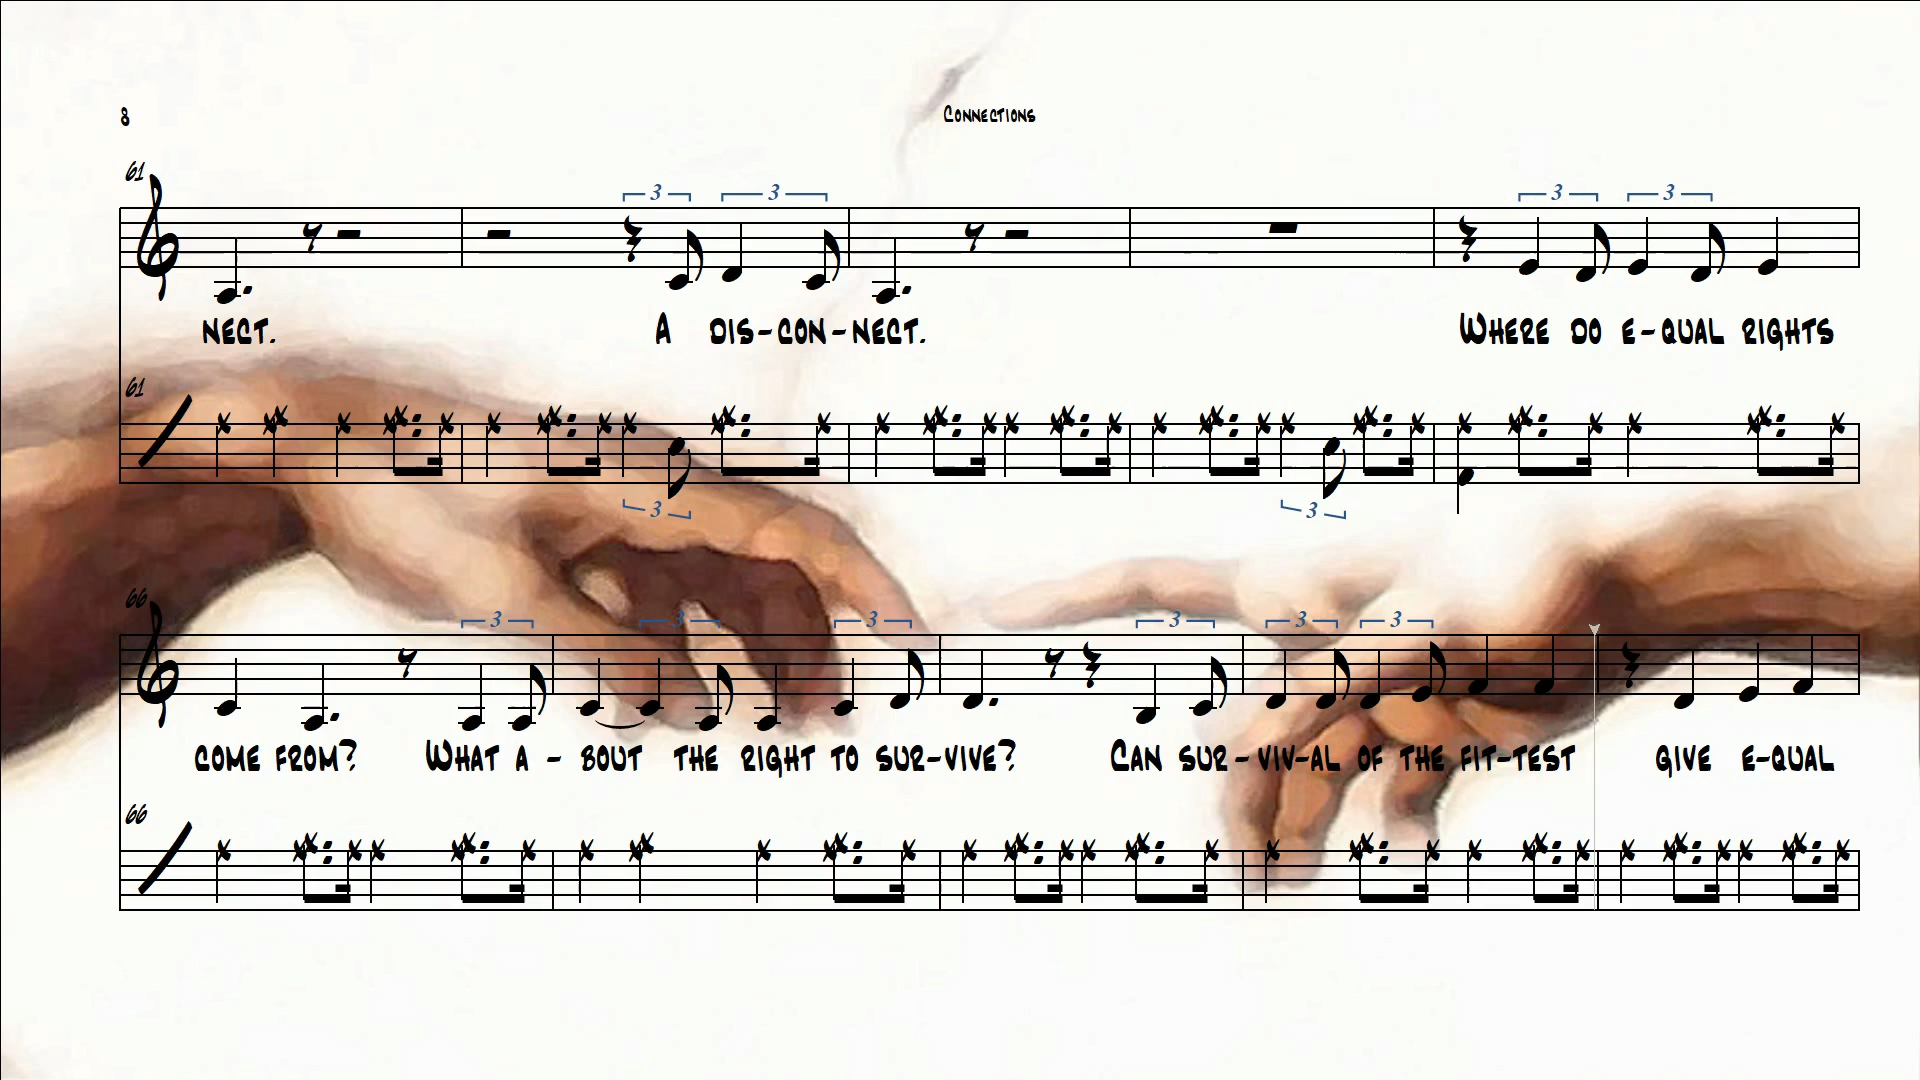 8
Connections
61
3 3 3 3
NECT. A DIS-CON-NECT. WHERE DO E-QUAL RIGHTS
61
3 3
66
3 3 3 3 3 3
COME FROM? WHAT A - BOUT THE RIGHT TO SUR-VIVE? CAN SUR-VIV-AL OF THE FIT-TEST GIVE E-QUAL
66